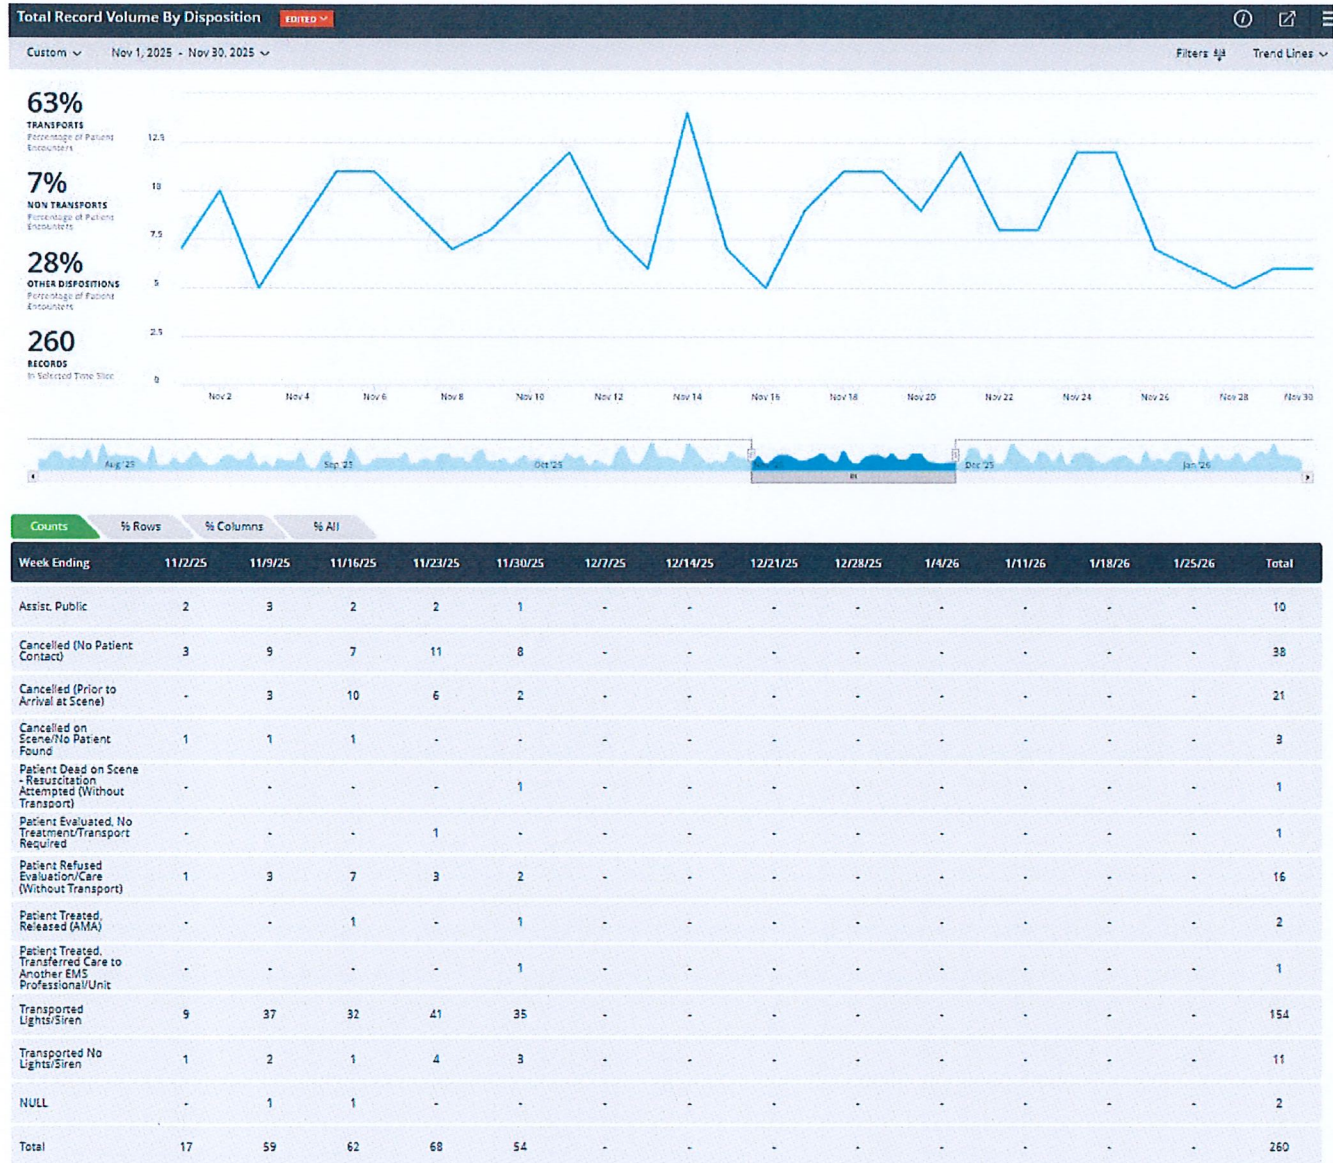 Total Record Volume By Disposition EDITED
Custom Nov 1, 2025 - Nov 30, 2025 Filters Trend Lines
63%
TRANSPORTS
Percentage of Patient
Encounters
7%
NON TRANSPORTS
Percentage of Patient
Encounters
28%
OTHER DISPOSITIONS
Percentage of Patient
Encounters
260
RECORDS
In Selected Time Slice
12.5
10
7.5
5
2.5
0
Nov 2 Nov 4 Nov 6 Nov 8 Nov 10 Nov 12 Nov 14 Nov 16 Nov 18 Nov 20 Nov 22 Nov 24 Nov 26 Nov 28 Nov 30
Aug '25 Sep '25 Oct '25 Dec '25 Jan '26
Counts % Rows % Columns % All
Week Ending 11/2/25 11/9/25 11/16/25 11/23/25 11/30/25 12/7/25 12/14/25 12/21/25 12/28/25 1/4/26 1/11/26 1/18/26 1/25/26 Total
Assist, Public 2 3 2 2 1 - - - - - - - - 10
Cancelled (No Patient
Contact) 3 9 7 11 8 - - - - - - - - 38
Cancelled (Prior to
Arrival at Scene) - 3 10 6 2 - - - - - - - - 21
Cancelled on
Scene/No Patient
Found 1 1 1 - - - - - - - - - - 3
Patient Dead on Scene
- Resuscitation
Attempted (Without
Transport) - - - - 1 - - - - - - - - 1
Patient Evaluated, No
Treatment/Transport
Required - - - 1 - - - - - - - - - 1
Patient Refused
Evaluation/Care
(Without Transport) 1 3 7 3 2 - - - - - - - - 16
Patient Treated,
Released (AMA) - - 1 - 1 - - - - - - - - 2
Patient Treated,
Transferred Care to
Another EMS
Professional/Unit - - - - 1 - - - - - - - - 1
Transported
Lights/Siren 9 37 32 41 35 - - - - - - - - 154
Transported No
Lights/Siren 1 2 1 4 3 - - - - - - - - 11
NULL - 1 1 - - - - - - - - - - 2
Total 17 59 62 68 54 - - - - - - - - 260